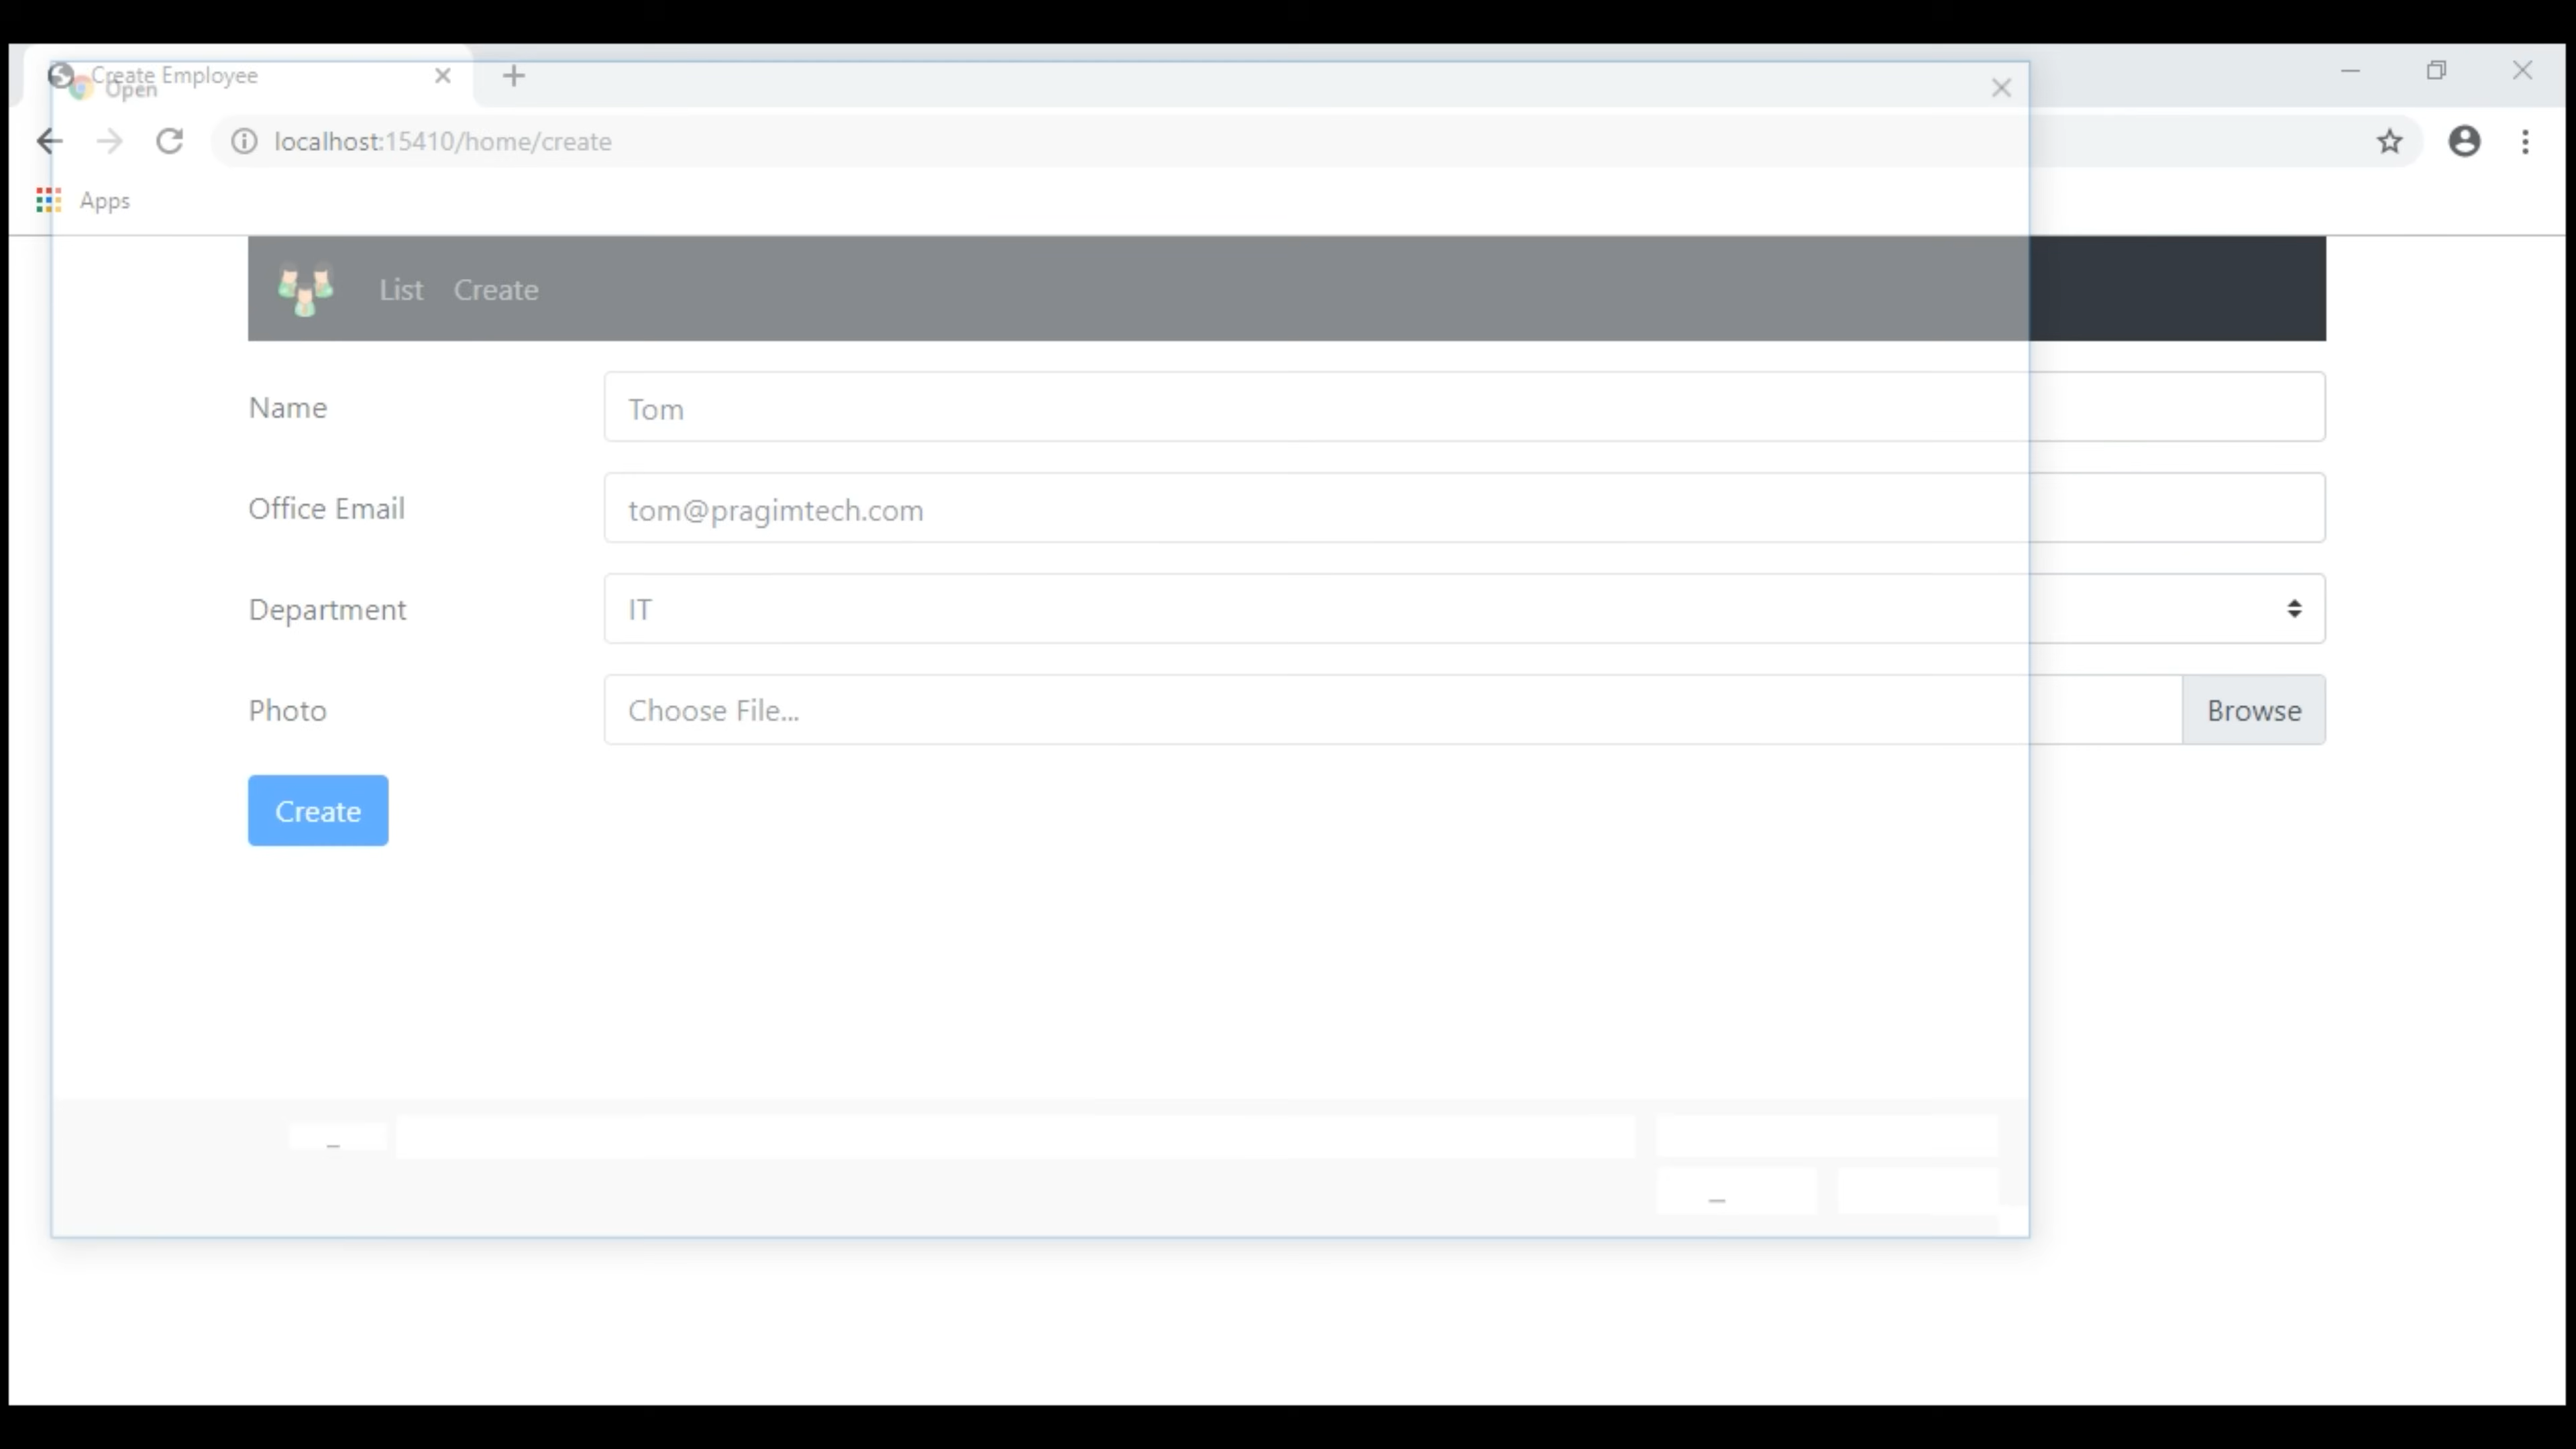 Create Employee
Open
localhost:15410/home/create
Apps
List Create
Name Tom
Office Email tom@pragimtech.com
Department IT
Photo Choose File... Browse
Create